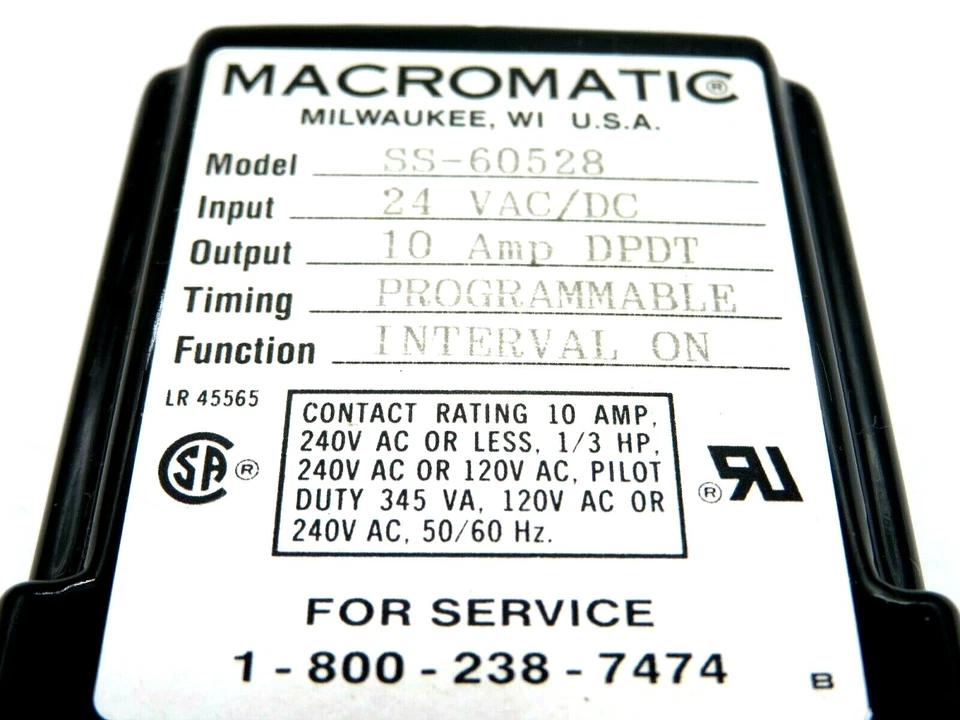 MACROMATIC®
MILWAUKEE, WI U.S.A.
Model SS-60528
Input 24 VAC/DC
Output 10 Amp DPDT
Timing PROGRAMMABLE
Function INTERVAL ON
LR 45565
SA ®
CONTACT RATING 10 AMP,
240V AC OR LESS, 1/3 HP,
240V AC OR 120V AC, PILOT
DUTY 345 VA, 120V AC OR
240V AC, 50/60 Hz.
® RU
FOR SERVICE
1-800-238-7474
B